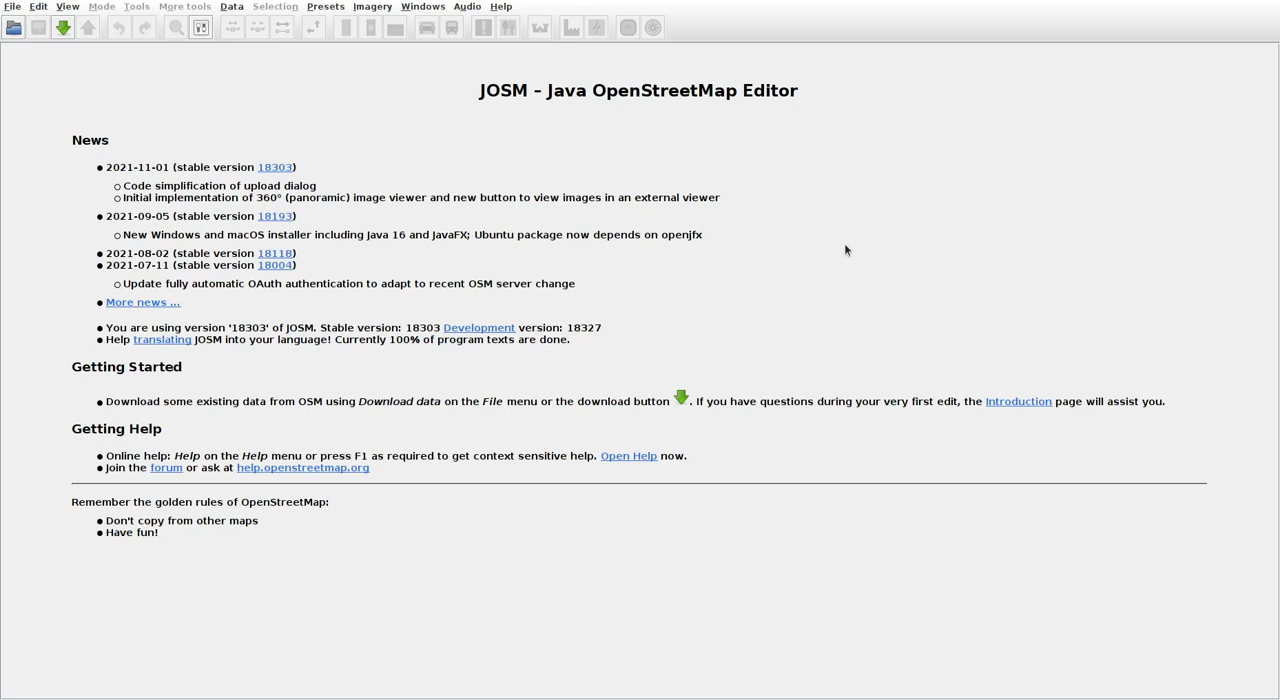 File Edit View Mode Tools More tools Data Selection Presets Imagery Windows Audio Help
JOSM – Java OpenStreetMap Editor
News
2021-11-01 (stable version 18303)
Code simplification of upload dialog
Initial implementation of 360° (panoramic) image viewer and new button to view images in an external viewer
2021-09-05 (stable version 18193)
New Windows and macOS installer including Java 16 and JavaFX; Ubuntu package now depends on openjfx
2021-08-02 (stable version 18118)
2021-07-11 (stable version 18004)
Update fully automatic OAuth authentication to adapt to recent OSM server change
More news ...
You are using version '18303' of JOSM. Stable version: 18303 Development version: 18327
Help translating JOSM into your language! Currently 100% of program texts are done.
Getting Started
Download some existing data from OSM using Download data on the File menu or the download button . If you have questions during your very first edit, the Introduction page will assist you.
Getting Help
Online help: Help on the Help menu or press F1 as required to get context sensitive help. Open Help now.
Join the forum or ask at help.openstreetmap.org
Remember the golden rules of OpenStreetMap:
Don't copy from other maps
Have fun!